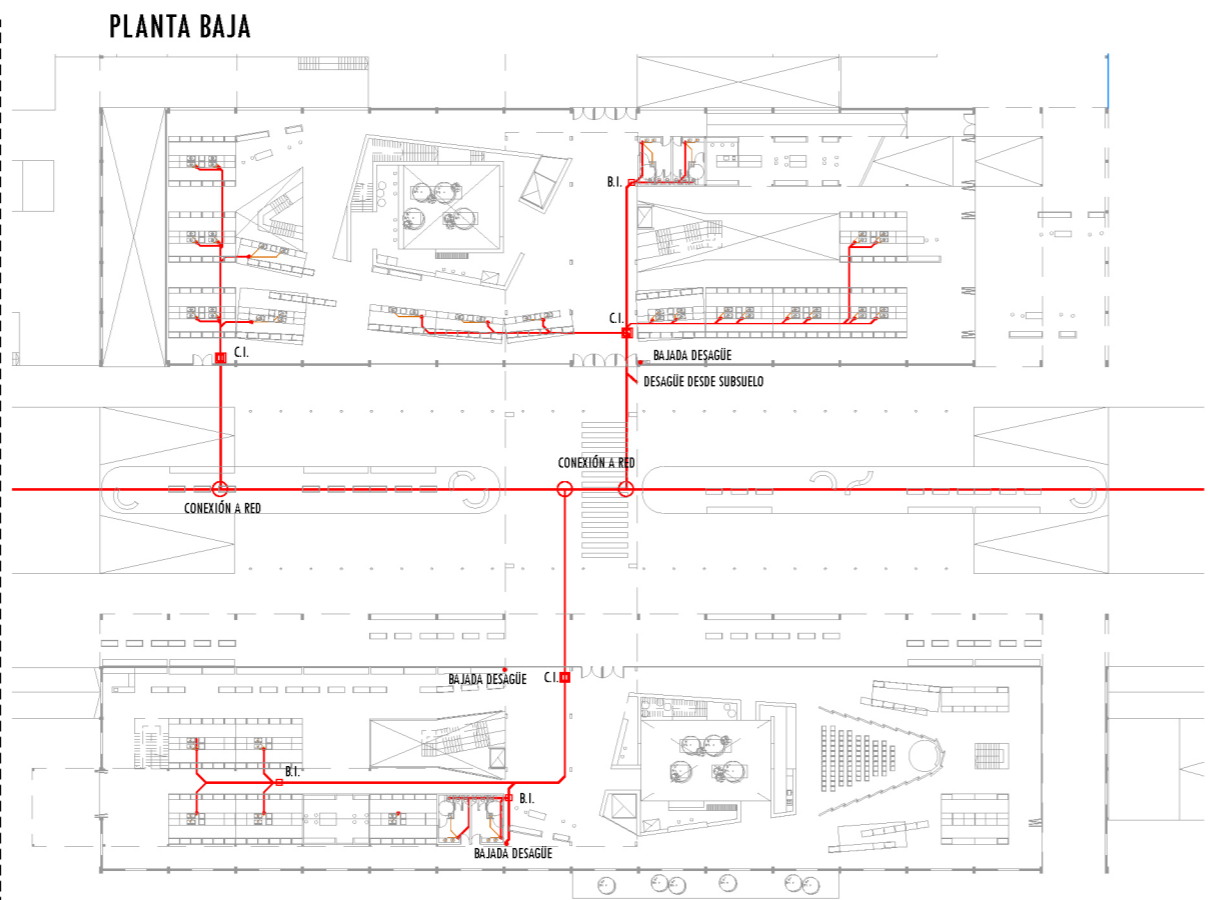 PLANTA BAJA
B.I.
C.I.
C.I.
BAJADA DESAGÜE
DESAGÜE DESDE SUBSUELO
CONEXIÓN A RED
CONEXIÓN A RED
BAJADA DESAGÜE
C.I.
B.I.
B.I.
BAJADA DESAGÜE